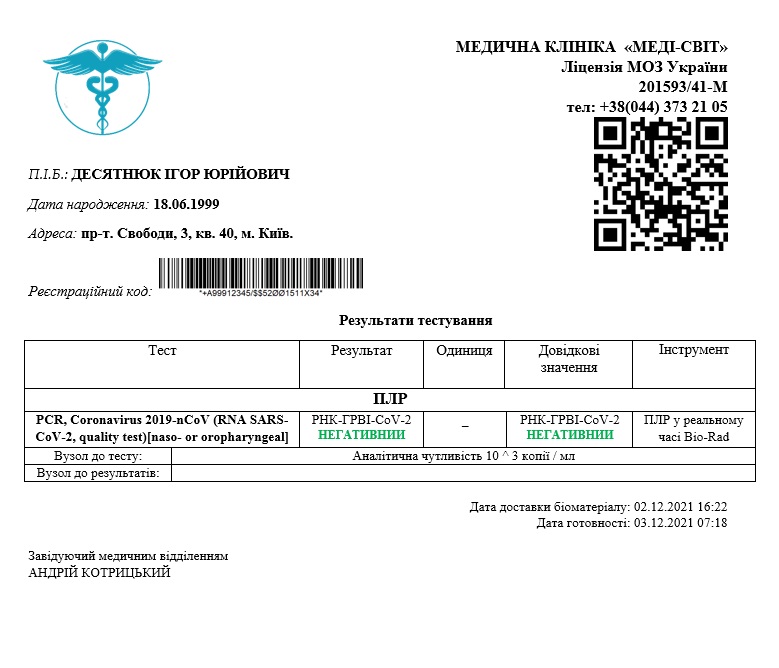 МЕДИЧНА КЛІНІКА «МЕДІ-СВІТ»
Ліцензія МОЗ України
201593/41-М
тел: +38(044) 373 21 05
П.І.Б.: ДЕСЯТНЮК ІГОР ЮРІЙОВИЧ
Дата народження: 18.06.1999
Адреса: пр-т. Свободи, 3, кв. 40, м. Київ.
Реєстраційний код:
*+A99912345/$$52ØØ1511X34*
Результати тестування
Тест Результат Одиниця Довідкові значення Інструмент
ПЛР
PCR, Coronavirus 2019-nCoV (RNA SARS- РНК-ГРВІ-CoV-2 – РНК-ГРВІ-CoV-2 ПЛР у реальному
CoV-2, quality test)[naso- or oropharyngeal] НЕГАТИВНИИ НЕГАТИВНИИ часі Bio-Rad
Вузол до тесту: Аналітична чутливість 10 ^ 3 копії / мл
Вузол до результатів:
Дата доставки біоматеріалу: 02.12.2021 16:22
Дата готовності: 03.12.2021 07:18
Завідуючий медичним відділенням
АНДРІЙ КОТРИЦЬКИЙ